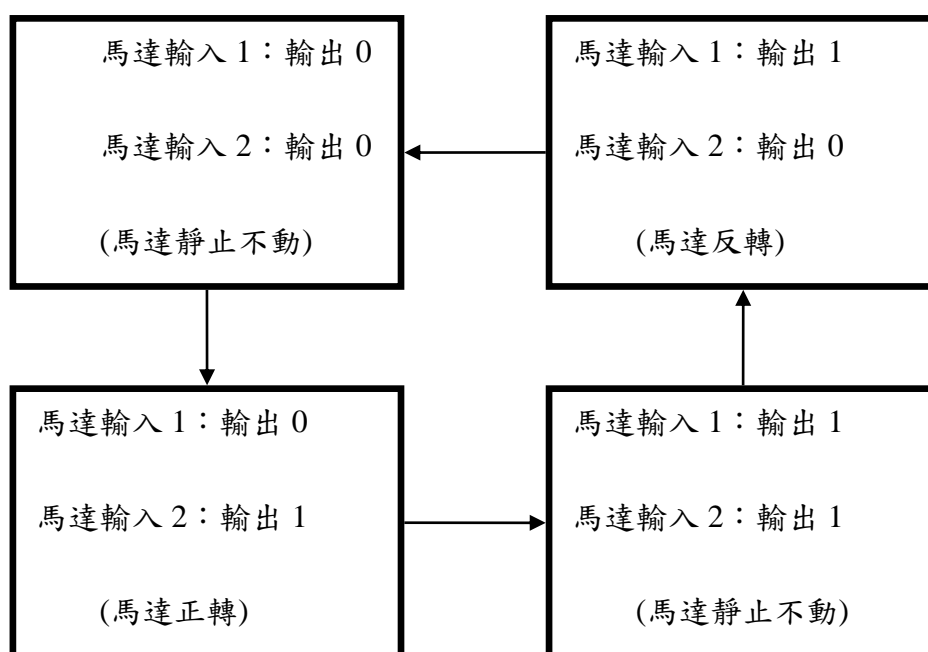 馬達輸入 1：輸出 0
馬達輸入 2：輸出 0
(馬達靜止不動)
馬達輸入 1：輸出 1
馬達輸入 2：輸出 0
(馬達反轉)
馬達輸入 1：輸出 0
馬達輸入 2：輸出 1
(馬達正轉)
馬達輸入 1：輸出 1
馬達輸入 2：輸出 1
(馬達靜止不動)